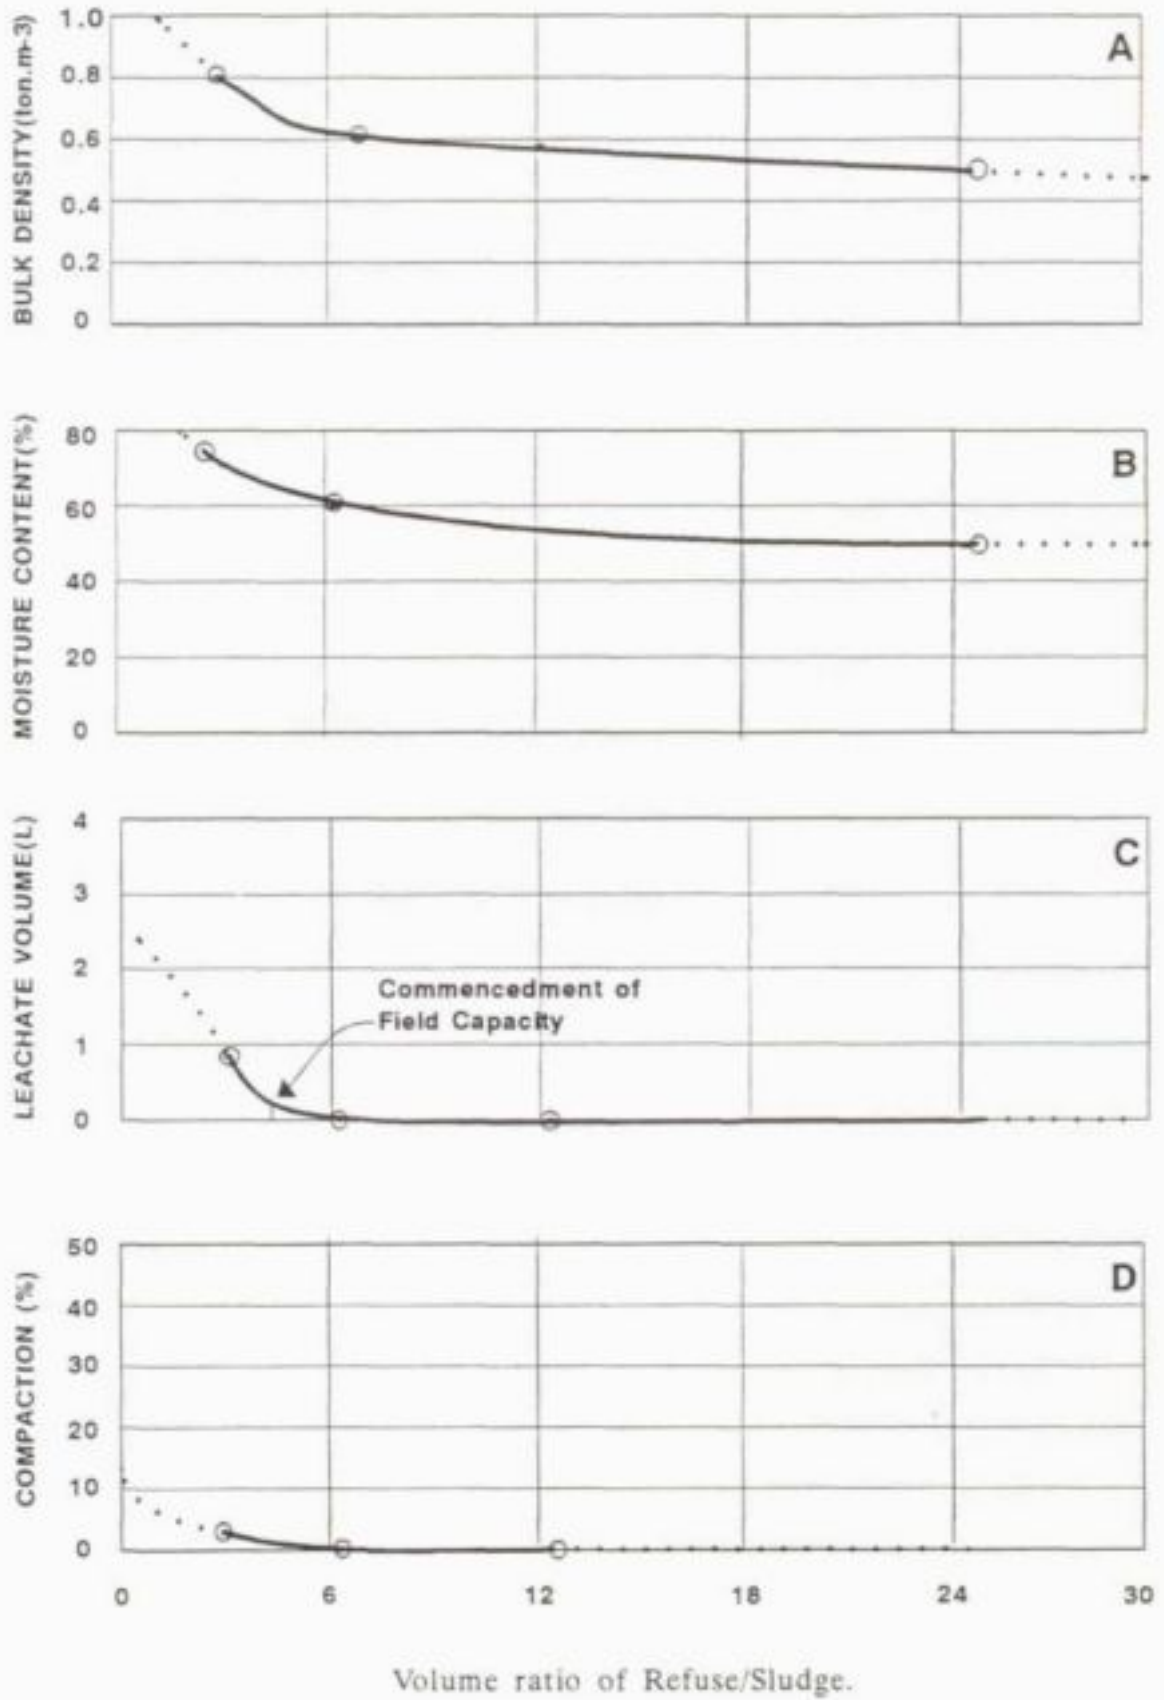 BULK DENSITY(ton.m-3)
1.0
0.8
0.6
0.4
0.2
0
A
MOISTURE CONTENT(%)
80
60
40
20
0
B
LEACHATE VOLUME(L)
4
3
2
1
0
C
Commencedment of
Field Capacity
COMPACTION (%)
50
40
30
20
10
0
D
0 6 12 18 24 30
Volume ratio of Refuse/Sludge.